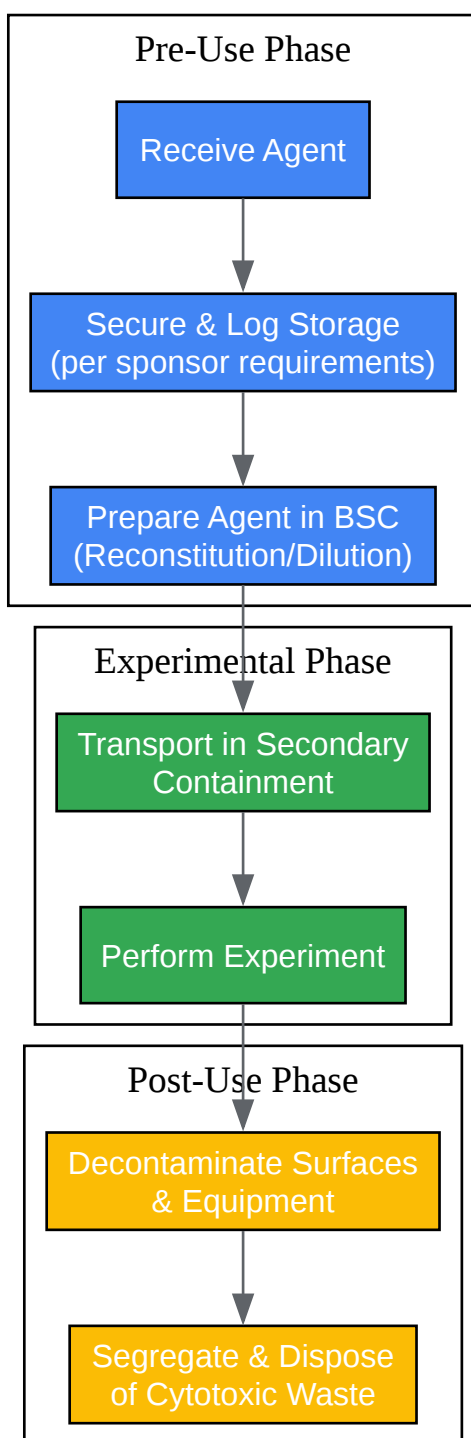 Pre-Use Phase
Receive Agent
Secure & Log Storage
(per sponsor requirements)
Prepare Agent in BSC
(Reconstitution/Dilution)
Experimental Phase
Transport in Secondary
Containment
Perform Experiment
Post-Use Phase
Decontaminate Surfaces
& Equipment
Segregate & Dispose
of Cytotoxic Waste